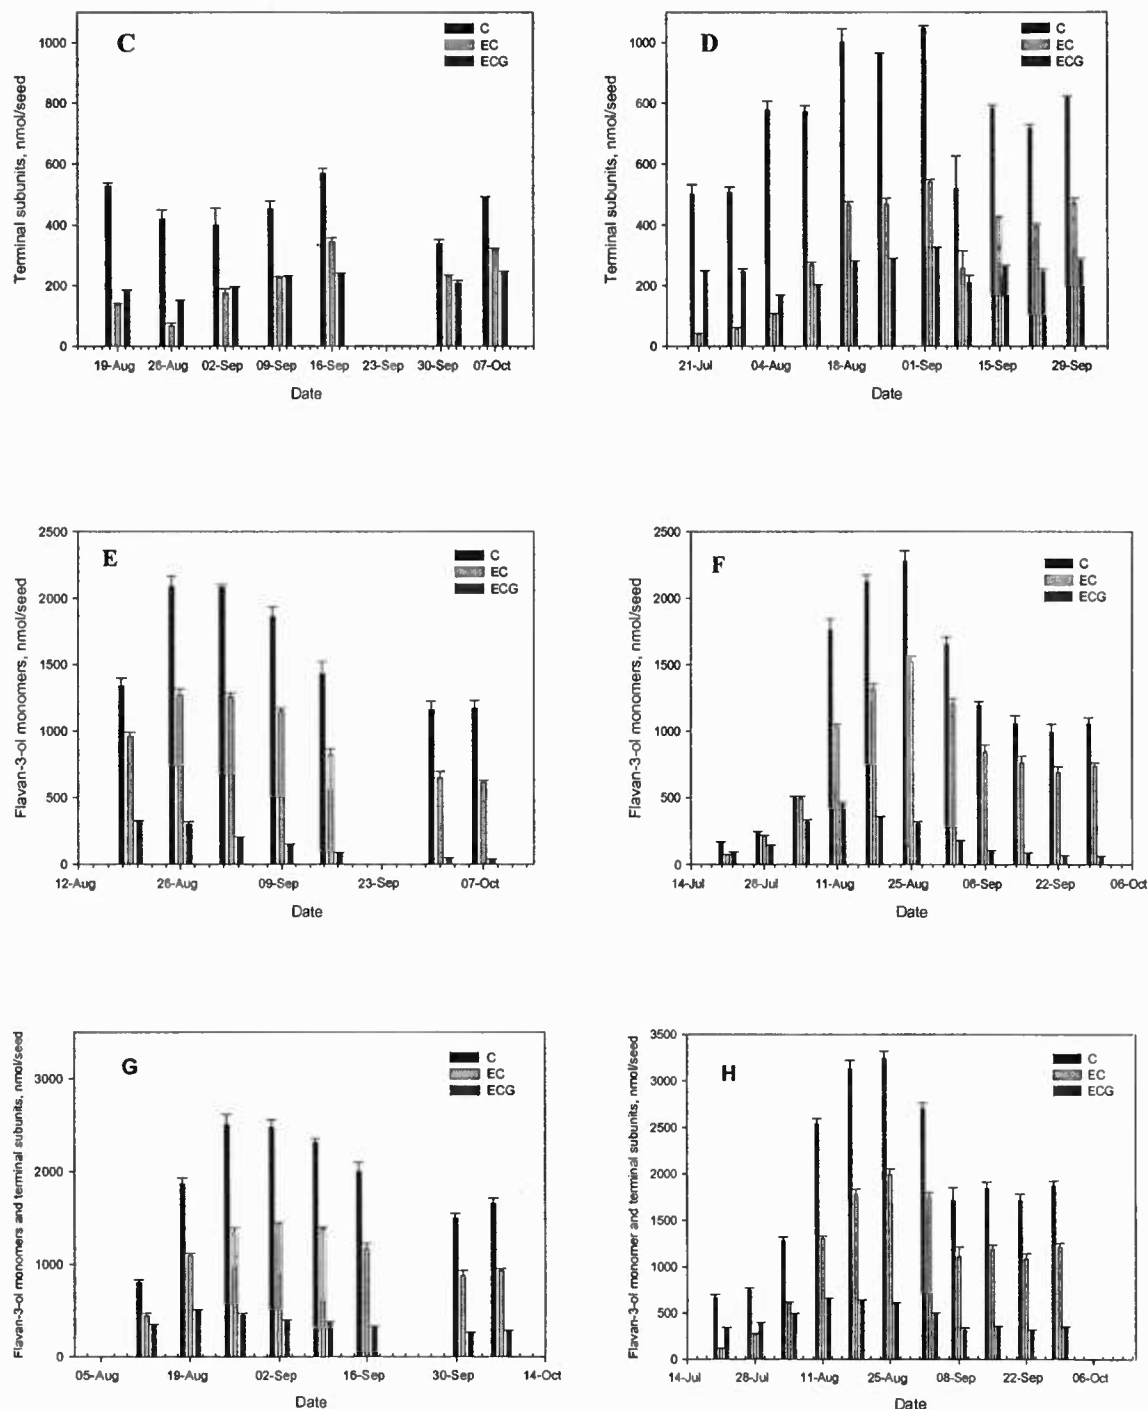 C
C
EC
ECG
1000
800
600
400
200
0
Terminal subunits, nmol/seed
19-Aug 26-Aug 02-Sep 09-Sep 16-Sep 23-Sep 30-Sep 07-Oct
Date
D
C
EC
ECG
1000
800
600
400
200
0
Terminal subunits, nmol/seed
21-Jul 04-Aug 18-Aug 01-Sep 15-Sep 29-Sep
Date
E
C
EC
ECG
2500
2000
1500
1000
500
0
Flavan-3-ol monomers, nmol/seed
12-Aug 26-Aug 09-Sep 23-Sep 07-Oct
Date
F
C
EC
ECG
2500
2000
1500
1000
500
0
Flavan-3-ol monomers, nmol/seed
14-Jul 28-Jul 11-Aug 25-Aug 08-Sep 22-Sep 06-Oct
Date
G
C
EC
ECG
3000
2000
1000
0
Flavan-3-ol monomers and terminal subunits, nmol/seed
05-Aug 19-Aug 02-Sep 16-Sep 30-Sep 14-Oct
Date
H
C
EC
ECG
3500
3000
2500
2000
1500
1000
500
0
Flavan-3-ol monomer and terminal subunits, nmol/seed
14-Jul 28-Jul 11-Aug 25-Aug 08-Sep 22-Sep 06-Oct
Date